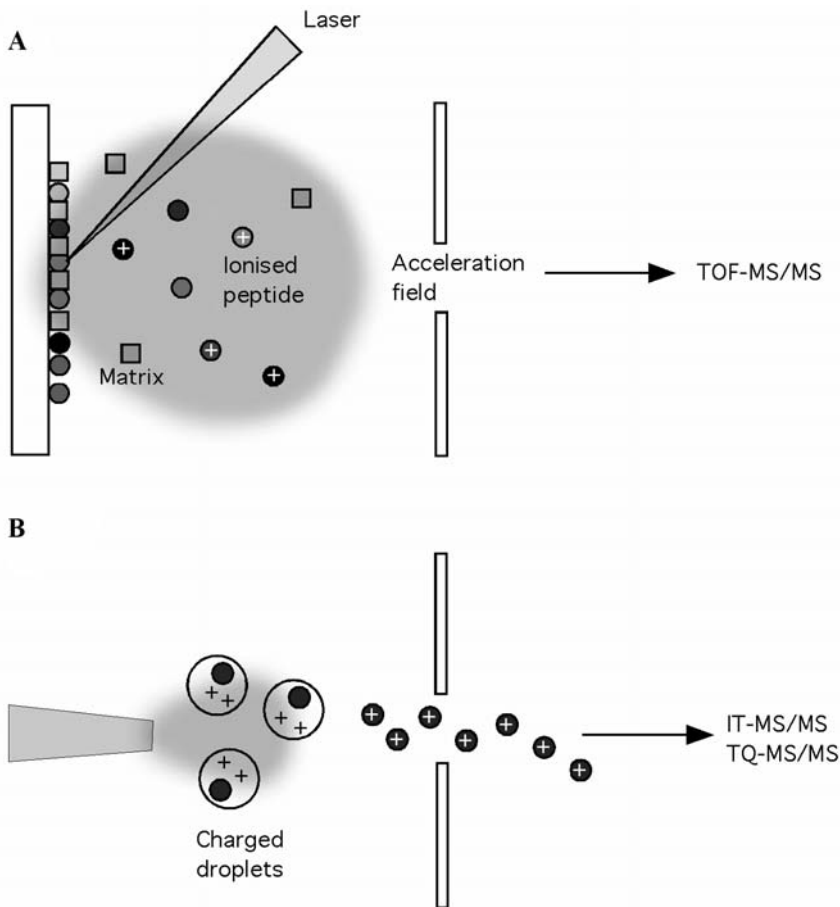 A
Laser
Ionised
peptide
Matrix
Acceleration
field
TOF-MS/MS
B
Charged
droplets
IT-MS/MS
TQ-MS/MS